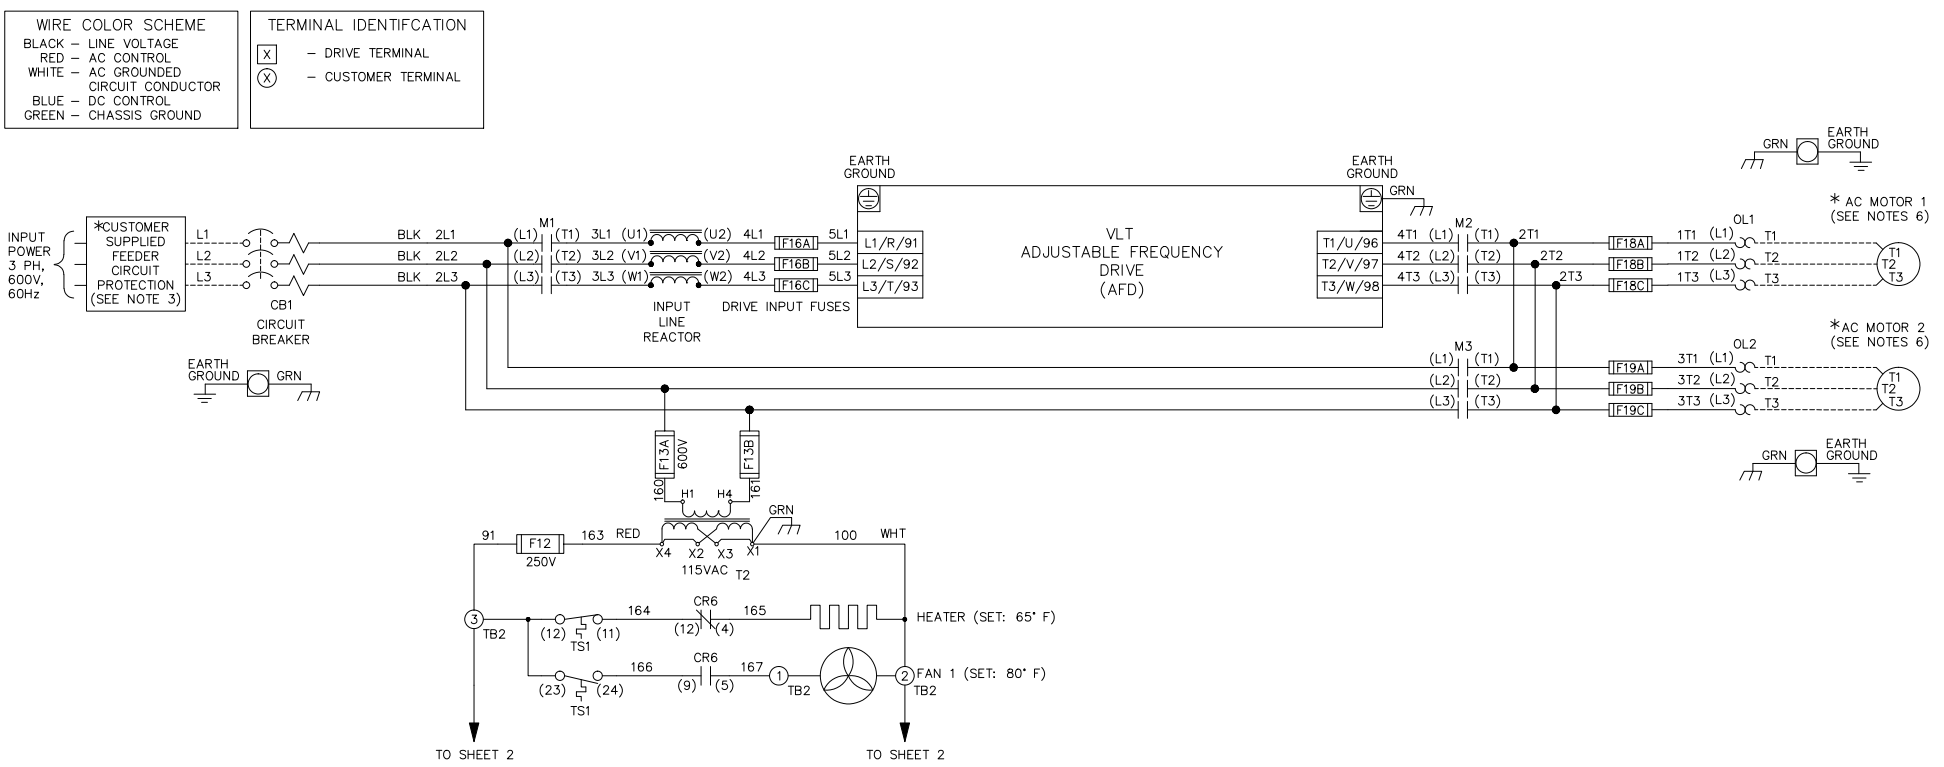 WIRE COLOR SCHEME
BLACK – LINE VOLTAGE
RED – AC CONTROL
WHITE – AC GROUNDED
CIRCUIT CONDUCTOR
BLUE – DC CONTROL
GREEN – CHASSIS GROUND
TERMINAL IDENTIFCATION
X – DRIVE TERMINAL
X – CUSTOMER TERMINAL
INPUT
POWER
3 PH,
600V,
60Hz
*CUSTOMER
SUPPLIED
FEEDER
CIRCUIT
PROTECTION
(SEE NOTE 3)
L1
L2
L3
CB1
CIRCUIT
BREAKER
EARTH
GROUND
GRN
M1
BLK 2L1 (L1) (T1) 3L1 (U1) (U2) 4L1 F16A 5L1 L1/R/91
BLK 2L2 (L2) (T2) 3L2 (V1) (V2) 4L2 F16B 5L2 L2/S/92
BLK 2L3 (L3) (T3) 3L3 (W1) (W2) 4L3 F16C 5L3 L3/T/93
INPUT
LINE
REACTOR
DRIVE INPUT FUSES
EARTH
GROUND
VLT
ADJUSTABLE FREQUENCY
DRIVE
(AFD)
EARTH
GROUND
GRN
M2
T1/U/96 4T1 (L1) (T1) 2T1 F18A 1T1 (L1) T1
T2/V/97 4T2 (L2) (T2) 2T2 F18B 1T2 (L2) T2
T3/W/98 4T3 (L3) (T3) 2T3 F18C 1T3 (L3) T3
OL1
GRN
EARTH
GROUND
* AC MOTOR 1
(SEE NOTES 6)
T1
T2
T3
M3
(L1) (T1) F19A 3T1 (L1) T1
(L2) (T2) F19B 3T2 (L2) T2
(L3) (T3) F19C 3T3 (L3) T3
OL2
*AC MOTOR 2
(SEE NOTES 6)
T1
T2
T3
GRN
EARTH
GROUND
F13A
600V
F13B
160
161
H1 H4
GRN
91 F12 163 RED
250V
X4 X2 X3 X1
100 WHT
115VAC T2
3
TB2
(12) (11)
TS1
164
CR6
(12) (4)
165
HEATER (SET: 65° F)
(23) (24)
TS1
166
CR6
(9) (5)
167
1
TB2
2
TB2
FAN 1 (SET: 80° F)
TO SHEET 2
TO SHEET 2